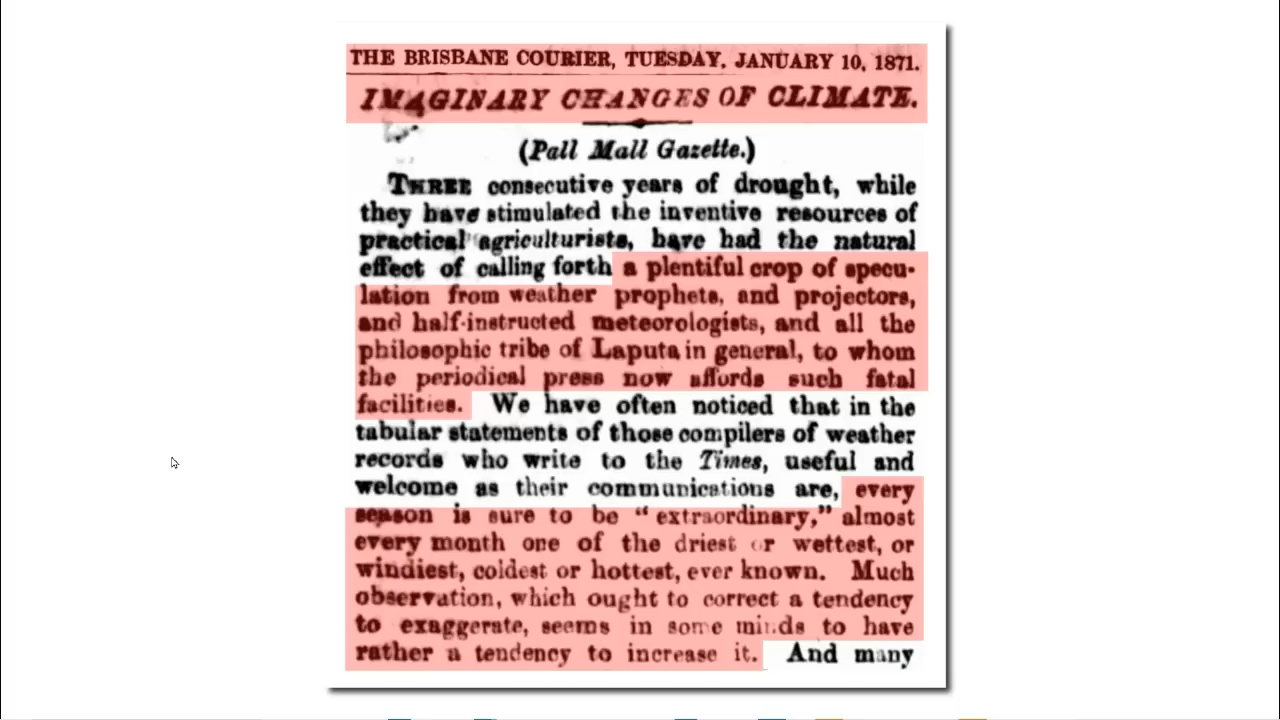 THE BRISBANE COURIER, TUESDAY, JANUARY 10, 1871.
IMAGINARY CHANGES OF CLIMATE.
(Pall Mall Gazette.)
THREE consecutive years of drought, while
they have stimulated the inventive resources of
practical agriculturists, have had the natural
effect of calling forth a plentiful crop of specu-
lation from weather prophets, and projectors,
and half-instructed meteorologists, and all the
philosophic tribe of Laputa in general, to whom
the periodical press now affords such fatal
facilities. We have often noticed that in the
tabular statements of those compilers of weather
records who write to the Times, useful and
welcome as their communications are, every
season is sure to be "extraordinary," almost
every month one of the driest or wettest, or
windiest, coldest or hottest, ever known. Much
observation, which ought to correct a tendency
to exaggerate, seems in some minds to have
rather a tendency to increase it. And many